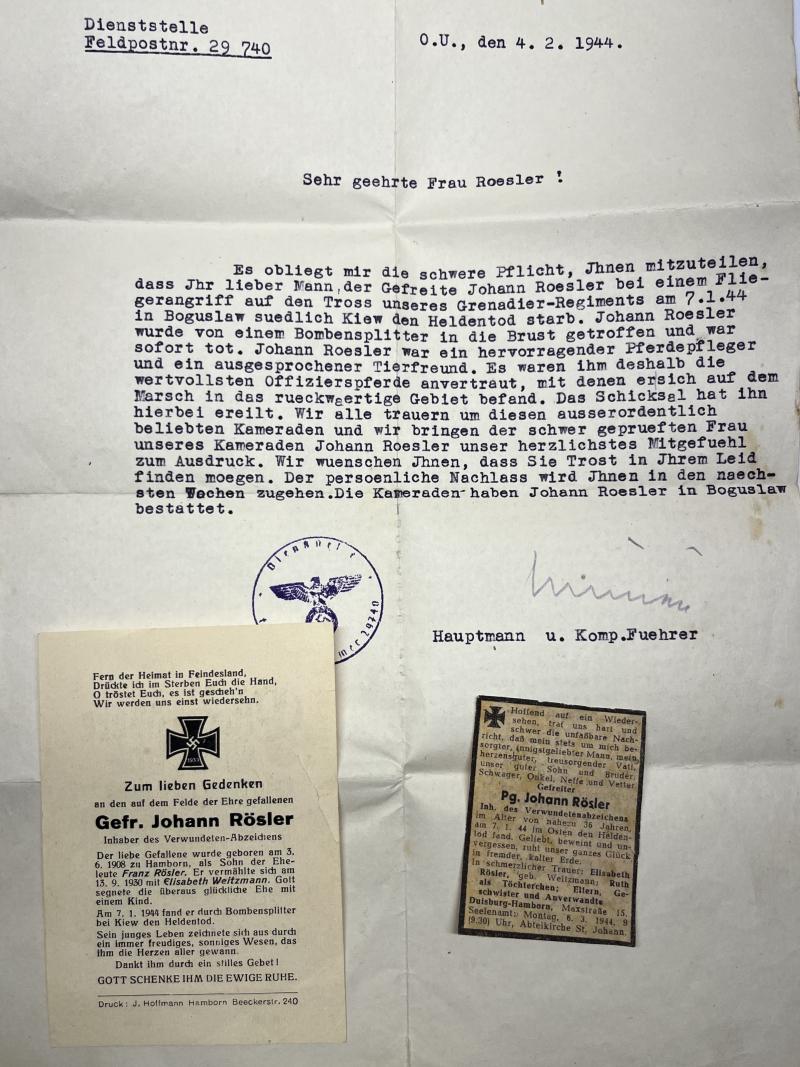 Dienststelle
Feldpostnr. 29 740
O.U., den 4. 2. 1944.
Sehr geehrte Frau Roesler !
Es obliegt mir die schwere Pflicht, Jhnen mitzuteilen,
dass Jhr lieber Mann, der Gefreite Johann Roesler bei einem Flie-
gerangriff auf den Tross unseres Grenadier-Regiments am 7.1.44
in Boguslaw suedlich Kiew den Heldentod starb. Johann Roesler
wurde von einem Bombensplitter in die Brust getroffen und war
sofort tot. Johann Roesler war ein hervorragender Pferdepfleger
und ein ausgesprochener Tierfreund. Es waren ihm deshalb die
wertvollsten Offizierspferde anvertraut, mit denen er sich auf dem
Marsch in das rueckwaertige Gebiet befand. Das Schicksal hat ihn
hierbei ereilt. Wir alle trauern um diesen ausserordentlich
beliebten Kameraden und wir bringen der schwer geprueften Frau
unseres Kameraden Johann Roesler unser herzlichstes Mitgefuehl
zum Ausdruck. Wir wuenschen Jhnen, dass Sie Trost in Jhrem Leid
finden moegen. Der persoenliche Nachlass wird Jhnen in den naech-
sten Wochen zugehen. Die Kameraden haben Johann Roesler in Boguslaw
bestattet.
Dienststelle
29740
Hauptmann u. Komp.Fuehrer
Fern der Heimat in Feindesland,
Drückte ich im Sterben Euch die Hand,
O tröstet Euch, es ist gescheh'n
Wir werden uns einst wiedersehn.
1939
Zum lieben Gedenken
an den auf dem Felde der Ehre gefallenen
Gefr. Johann Rösler
Inhaber des Verwundeten-Abzeichens
Der liebe Gefallene wurde geboren am 3.
6. 1908 zu Hamborn, als Sohn der Ehe-
leute Franz Rösler. Er vermählte sich am
13. 9. 1930 mit Elisabeth Weltzmann. Gott
segnete die überaus glückliche Ehe mit
einem Kind.
Am 7. 1. 1944 fand er durch Bombensplitter
bei Kiew den Heldentod.
Sein junges Leben zeichnete sich aus durch
ein immer freudiges, sonniges Wesen, das
ihm die Herzen aller gewann.
Dankt ihm durch ein stilles Gebet!
GOTT SCHENKE IHM DIE EWIGE RUHE.
Druck: J. Hoffmann Hamborn Beeckerstr. 240
Hoffend auf ein Wieder-
sehen, traf uns hart und
schwer die unfaßbare Nach-
richt, daß mein stets um mich be-
sorgter, innigstgeliebter Mann, mein
herzensguter, treusorgender Vati,
unser guter Sohn und Bruder,
Schwager, Onkel, Neffe und Vetter
Gefreiter
Pg. Johann Rösler
Inh. des Verwundetenabzeichens
im Alter von nahezu 36 Jahren,
am 7. 1. 44 im Osten den Helden-
tod fand. Geliebt, beweint und un-
vergessen, ruht unser ganzes Glück
in fremder, kalter Erde.
In schmerzlicher Trauer: Elisabeth
Rösler, geb. Weltzmann; Ruth
als Töchterchen; Eltern, Ge-
schwister und Anverwandte
Duisburg-Hamborn, Maxstraße 15.
Seelenamt: Montag, 6. 3. 1944, 9
(9.30) Uhr, Abteikirche St. Johann.